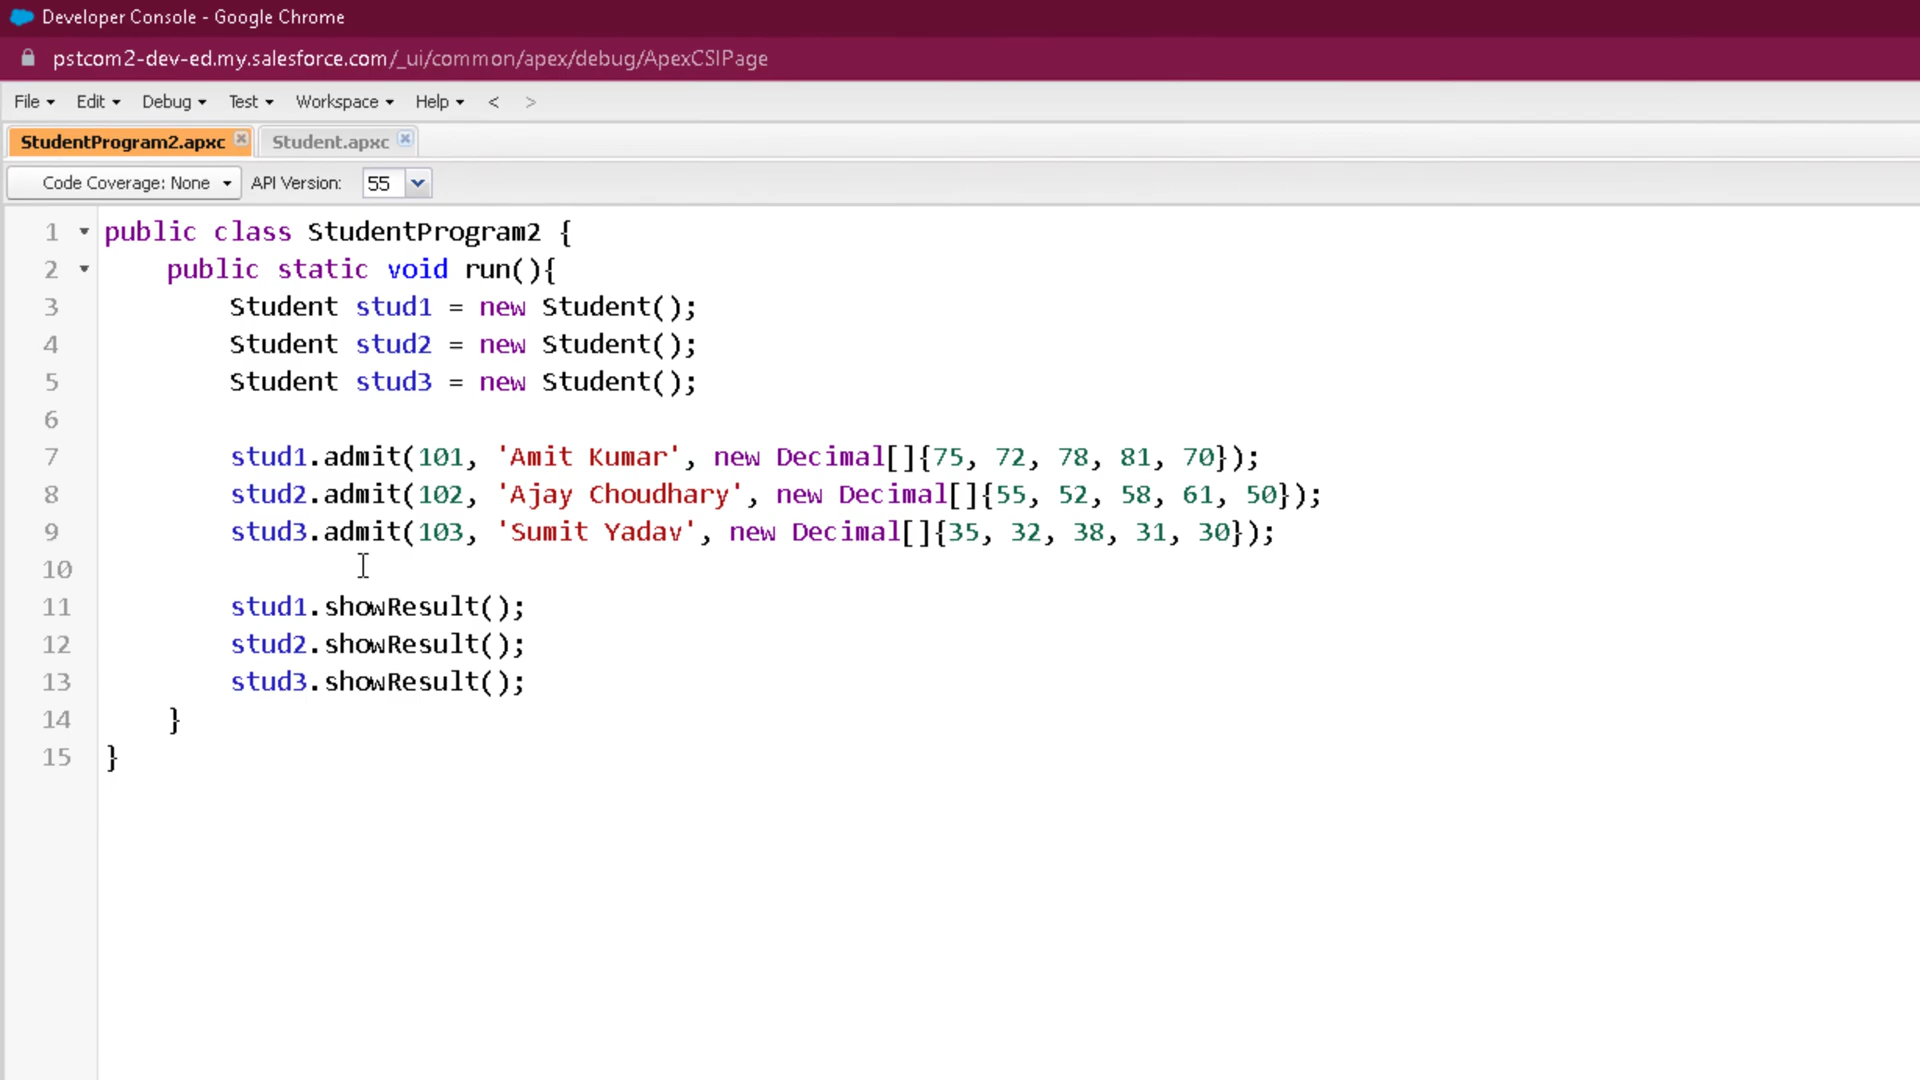 Developer Console - Google Chrome
pstcom2-dev-ed.my.salesforce.com/_ui/common/apex/debug/ApexCSIPage
File Edit Debug Test Workspace Help < >
StudentProgram2.apxc Student.apxc
Code Coverage: None API Version: 55
1 public class StudentProgram2 {
2 public static void run(){
3 Student stud1 = new Student();
4 Student stud2 = new Student();
5 Student stud3 = new Student();
6
7 stud1.admit(101, 'Amit Kumar', new Decimal[]{75, 72, 78, 81, 70});
8 stud2.admit(102, 'Ajay Choudhary', new Decimal[]{55, 52, 58, 61, 50});
9 stud3.admit(103, 'Sumit Yadav', new Decimal[]{35, 32, 38, 31, 30});
10
11 stud1.showResult();
12 stud2.showResult();
13 stud3.showResult();
14 }
15 }